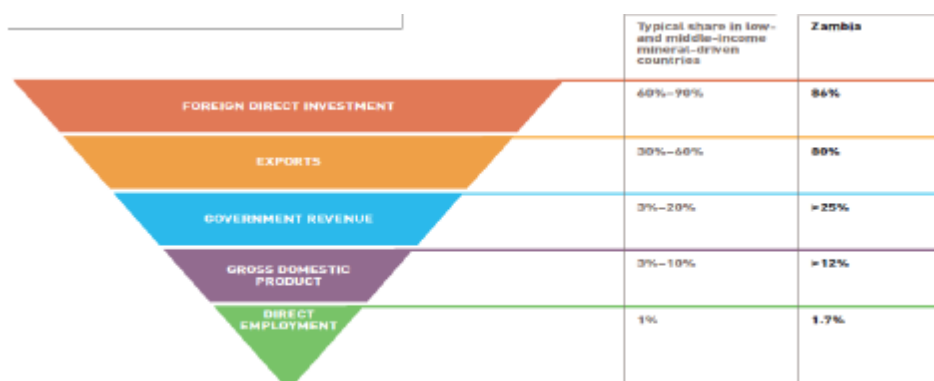 Typical share in low-
and middle-income
mineral-driven
countries
Zambia
FOREIGN DIRECT INVESTMENT
60%–90%
86%
EXPORTS
30%–60%
80%
GOVERNMENT REVENUE
3%–20%
>25%
GROSS DOMESTIC
PRODUCT
3%–10%
>12%
DIRECT
EMPLOYMENT
1%
1.7%